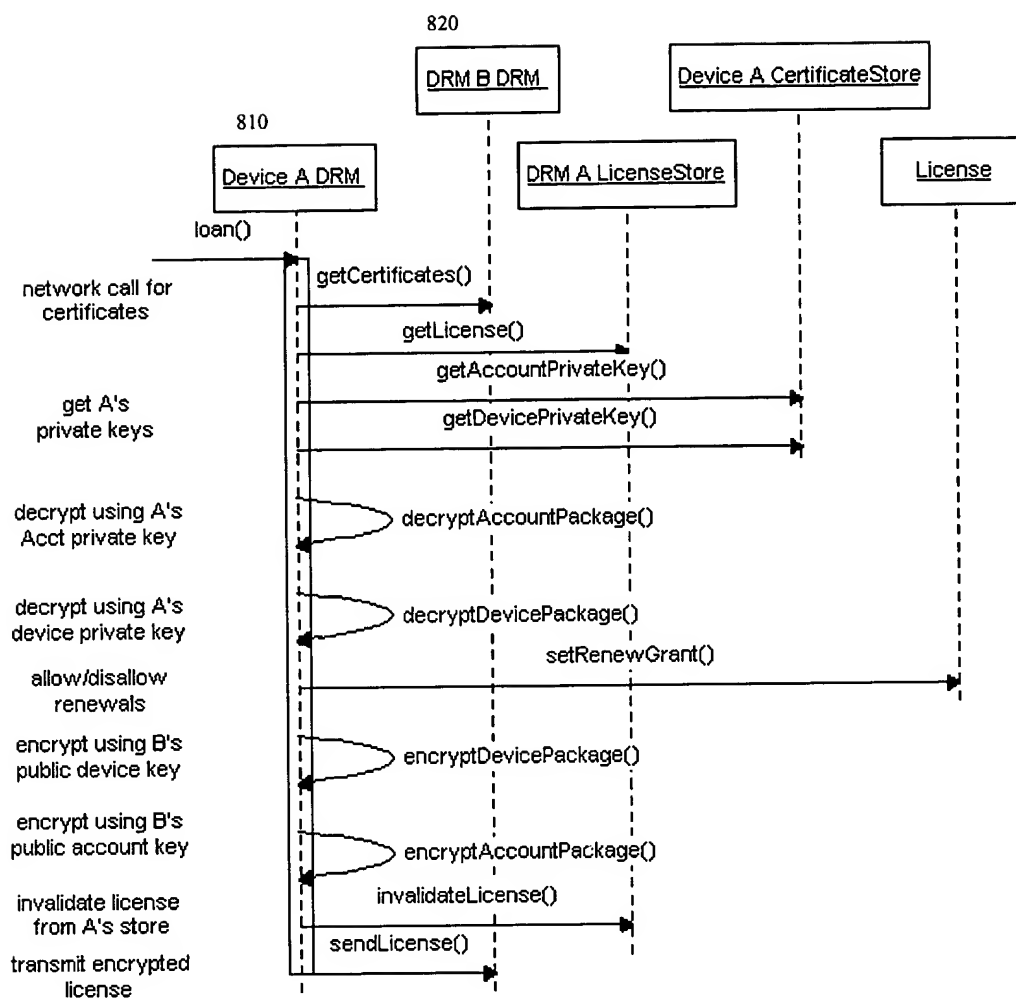 820
DRM B DRM
Device A CertificateStore
810
Device A DRM
DRM A LicenseStore
License
loan()
network call for
certificates
getCertificates()
getLicense()
getAccountPrivateKey()
get A's
private keys
getDevicePrivateKey()
decrypt using A's
Acct private key
decryptAccountPackage()
decrypt using A's
device private key
decryptDevicePackage()
setRenewGrant()
allow/disallow
renewals
encrypt using B's
public device key
encryptDevicePackage()
encrypt using B's
public account key
encryptAccountPackage()
invalidate license
from A's store
invalidateLicense()
sendLicense()
transmit encrypted
license